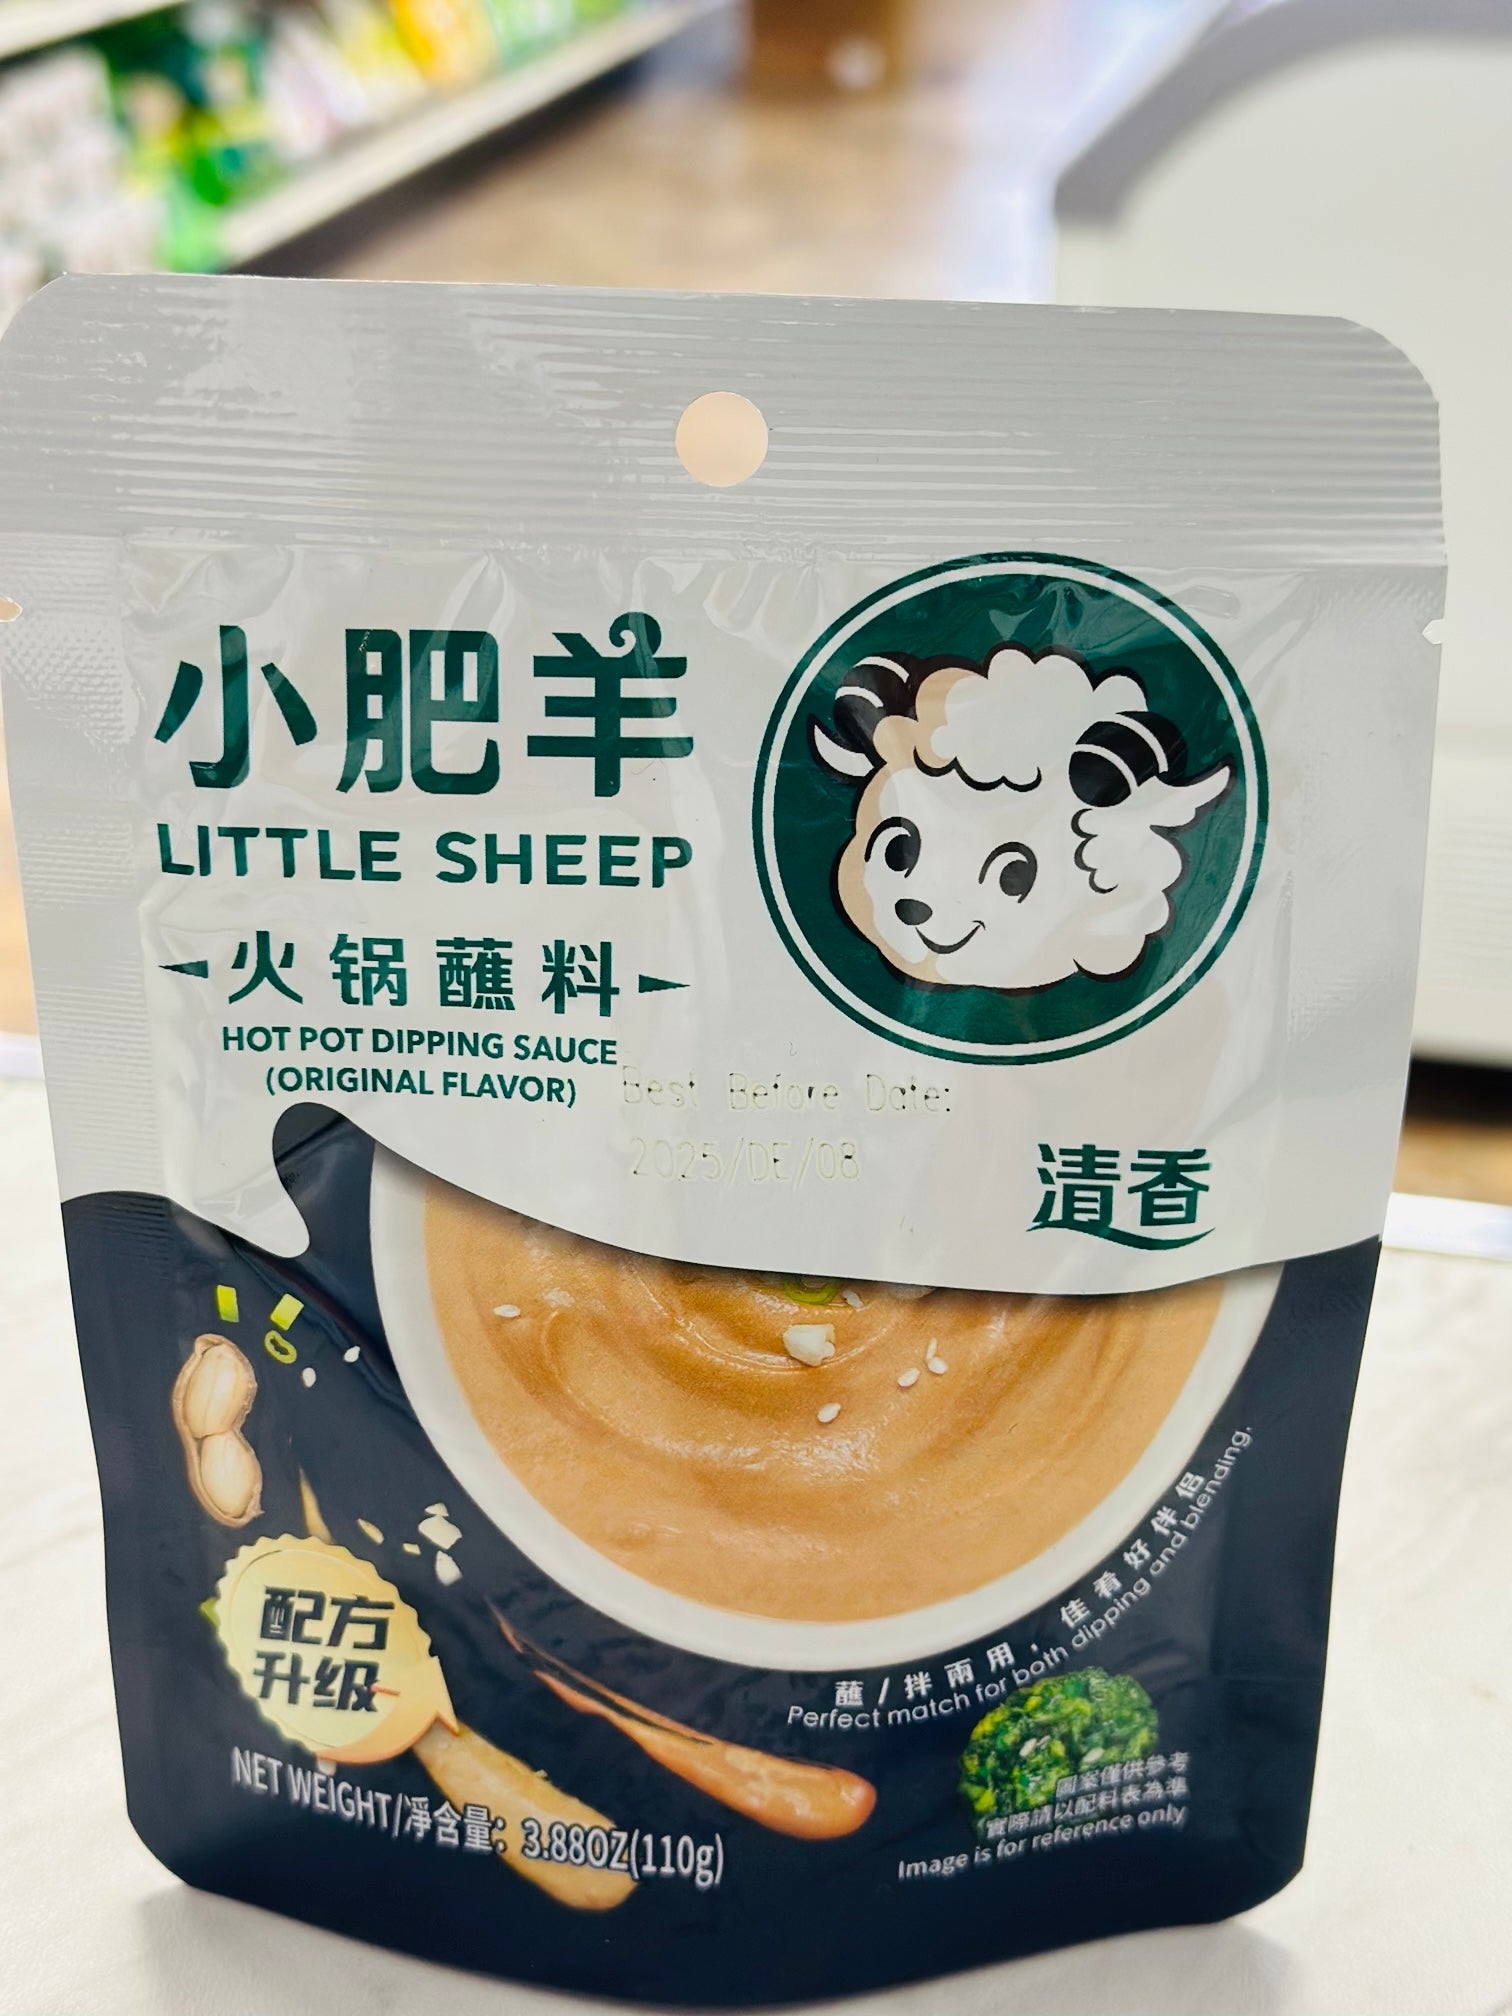 小肥羊
LITTLE SHEEP
火锅蘸料
HOT POT DIPPING SAUCE
(ORIGINAL FLAVOR)
Best Before Date:
2025/DE/08
清香
配方
升级
蘸/拌兩用，佳肴好伴侶
Perfect match for both dipping and blending.
NET WEIGHT/凈含量：3.88OZ(110g)
圖案僅供參考
實際請以配料表為準
Image is for reference only